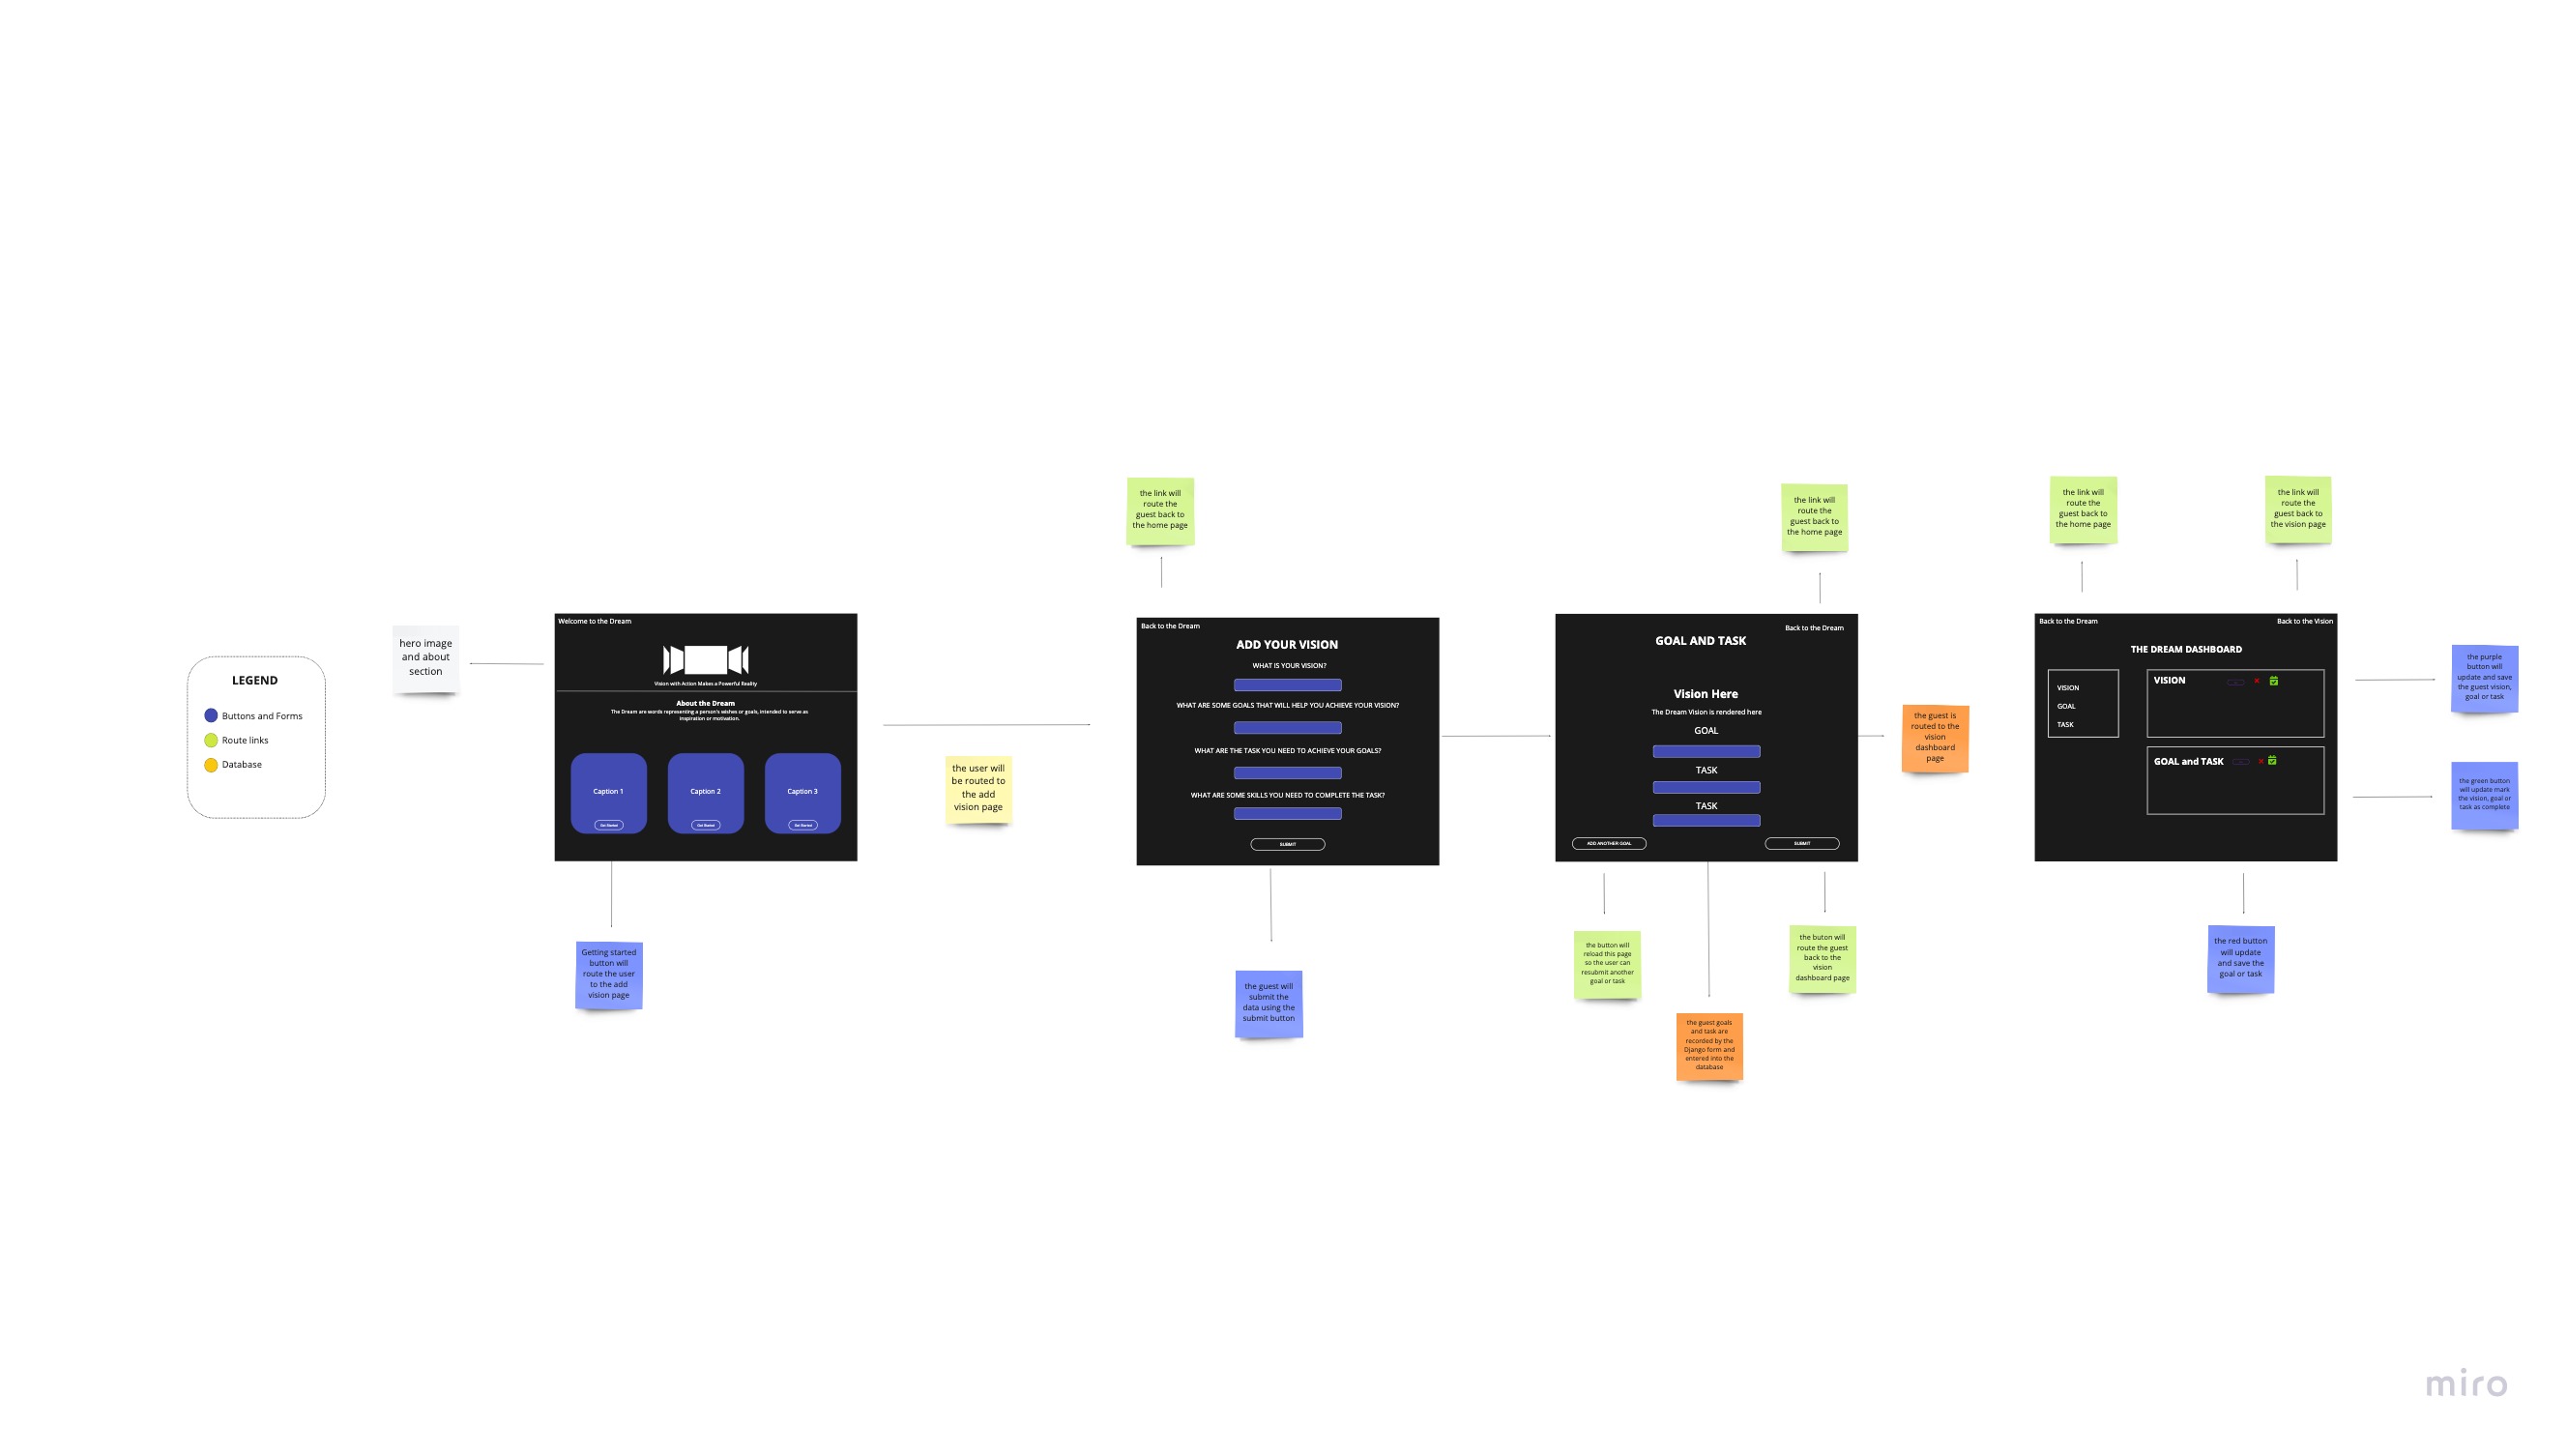 LEGEND
Buttons and Forms
Route links
Database
hero image
and about
section
Welcome to the Dream
Vision with Action Makes a Powerful Reality
About the Dream
The Dream are words representing a person's wishes or goals, intended to serve as
inspiration or motivation.
Caption 1
Caption 2
Caption 3
Get Started
Get Started
Get Started
Getting started
button will
route the user
to the add
vision page
the user will
be routed to
the add
vision page
the link will
route the
guest back to
the home page
Back to the Dream
ADD YOUR VISION
WHAT IS YOUR VISION?
WHAT ARE SOME GOALS THAT WILL HELP YOU ACHIEVE YOUR VISION?
WHAT ARE THE TASK YOU NEED TO ACHIEVE YOUR GOALS?
WHAT ARE SOME SKILLS YOU NEED TO COMPLETE THE TASK?
SUBMIT
the guest will
submit the
data using the
submit button
the link will
route the
guest back to
the home page
Back to the Dream
GOAL AND TASK
Vision Here
The Dream Vision is rendered here
GOAL
TASK
TASK
ADD ANOTHER GOAL
SUBMIT
the button will
reload this page
so the user can
resubmit another
goal or task
the guest goals
and task are
recorded by the
Django form and
entered into the
database
the buton will
route the guest
back to the
vision
dashboard page
the guest is
routed to the
vision
dashboard
page
the link will
route the
guest back to
the home page
the link will
route the
guest back to
the vision page
Back to the Dream
Back to the Vision
THE DREAM DASHBOARD
VISION
GOAL
TASK
VISION
GOAL and TASK
the purple
button will
update and save
the guest vision,
goal or task
the green button
will update mark
the vision, goal or
task as complete
the red button
will update
and save the
goal or task
miro